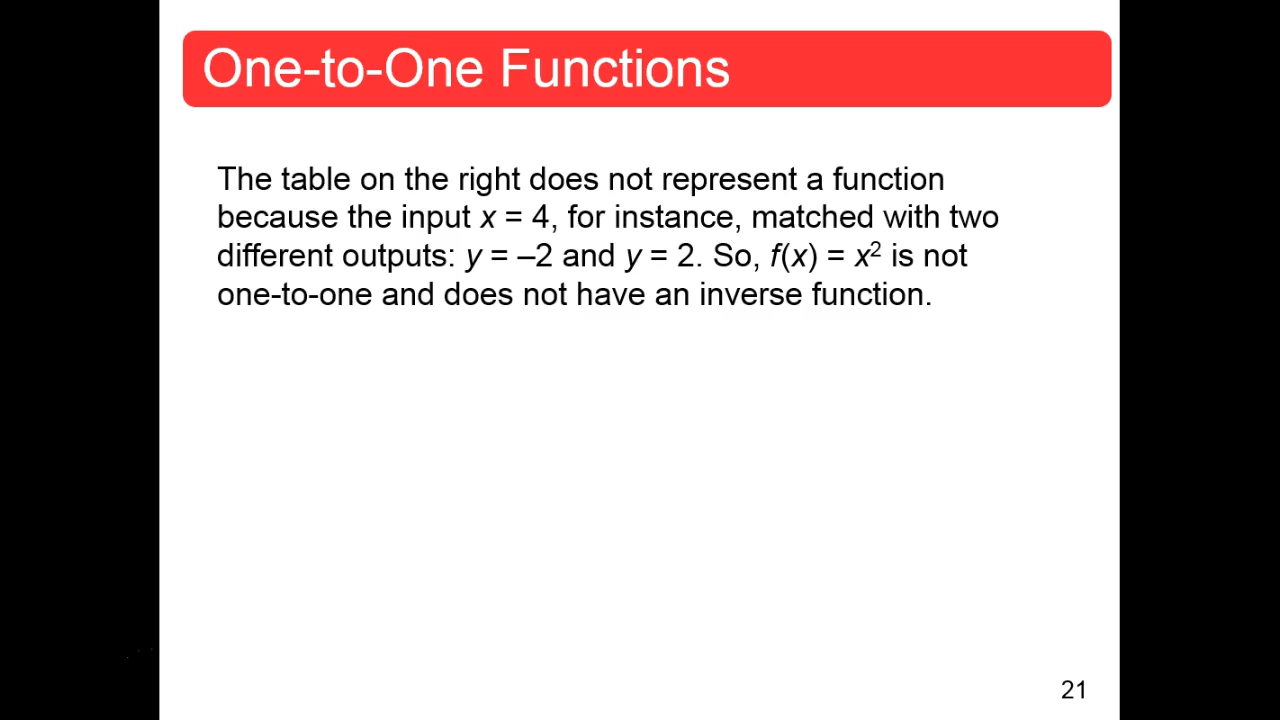 One-to-One Functions
The table on the right does not represent a function
because the input x = 4, for instance, matched with two
different outputs: y = –2 and y = 2. So, f(x) = x² is not
one-to-one and does not have an inverse function.
21